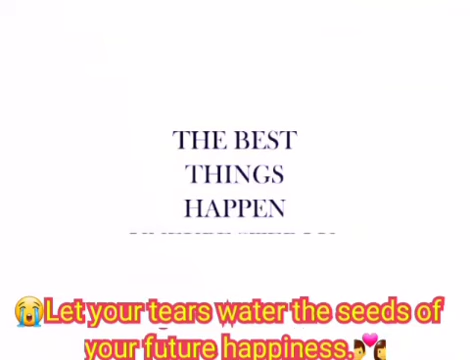 THE BEST
THINGS
HAPPEN
😭Let your tears water the seeds of
your future happiness.💑